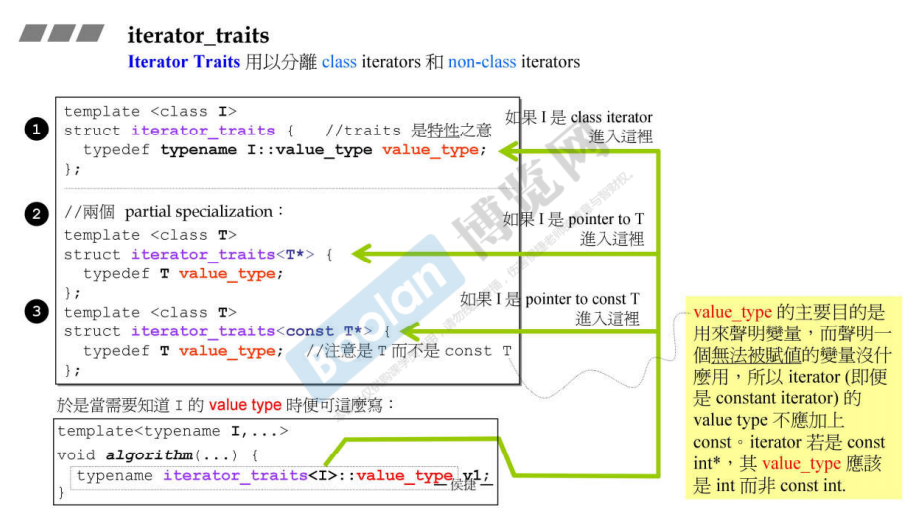 iterator_traits
Iterator Traits 用以分離 class iterators 和 non-class iterators
1
template <class I>
struct iterator_traits { //traits 是特性之意
typedef typename I::value_type value_type;
};
如果 I 是 class iterator
進入這裡
2
//兩個 partial specialization：
template <class T>
struct iterator_traits<T*> {
typedef T value_type;
};
如果 I 是 pointer to T
進入這裡
3
template <class T>
struct iterator_traits<const T*> {
typedef T value_type; //注意是 T 而不是 const T
};
如果 I 是 pointer to const T
進入這裡
value_type 的主要目的是
用來聲明變量，而聲明一
個無法被賦值的變量沒什
麼用，所以 iterator (即便
是 constant iterator) 的
value type 不應加上
const。iterator 若是 const
int*，其 value_type 應該
是 int 而非 const int.
於是當需要知道 I 的 value type 時便可這麼寫：
template<typename I,...>
void algorithm(...) {
typename iterator_traits<I>::value_type v1;
}
— 侯捷 —
Boolan
博览网